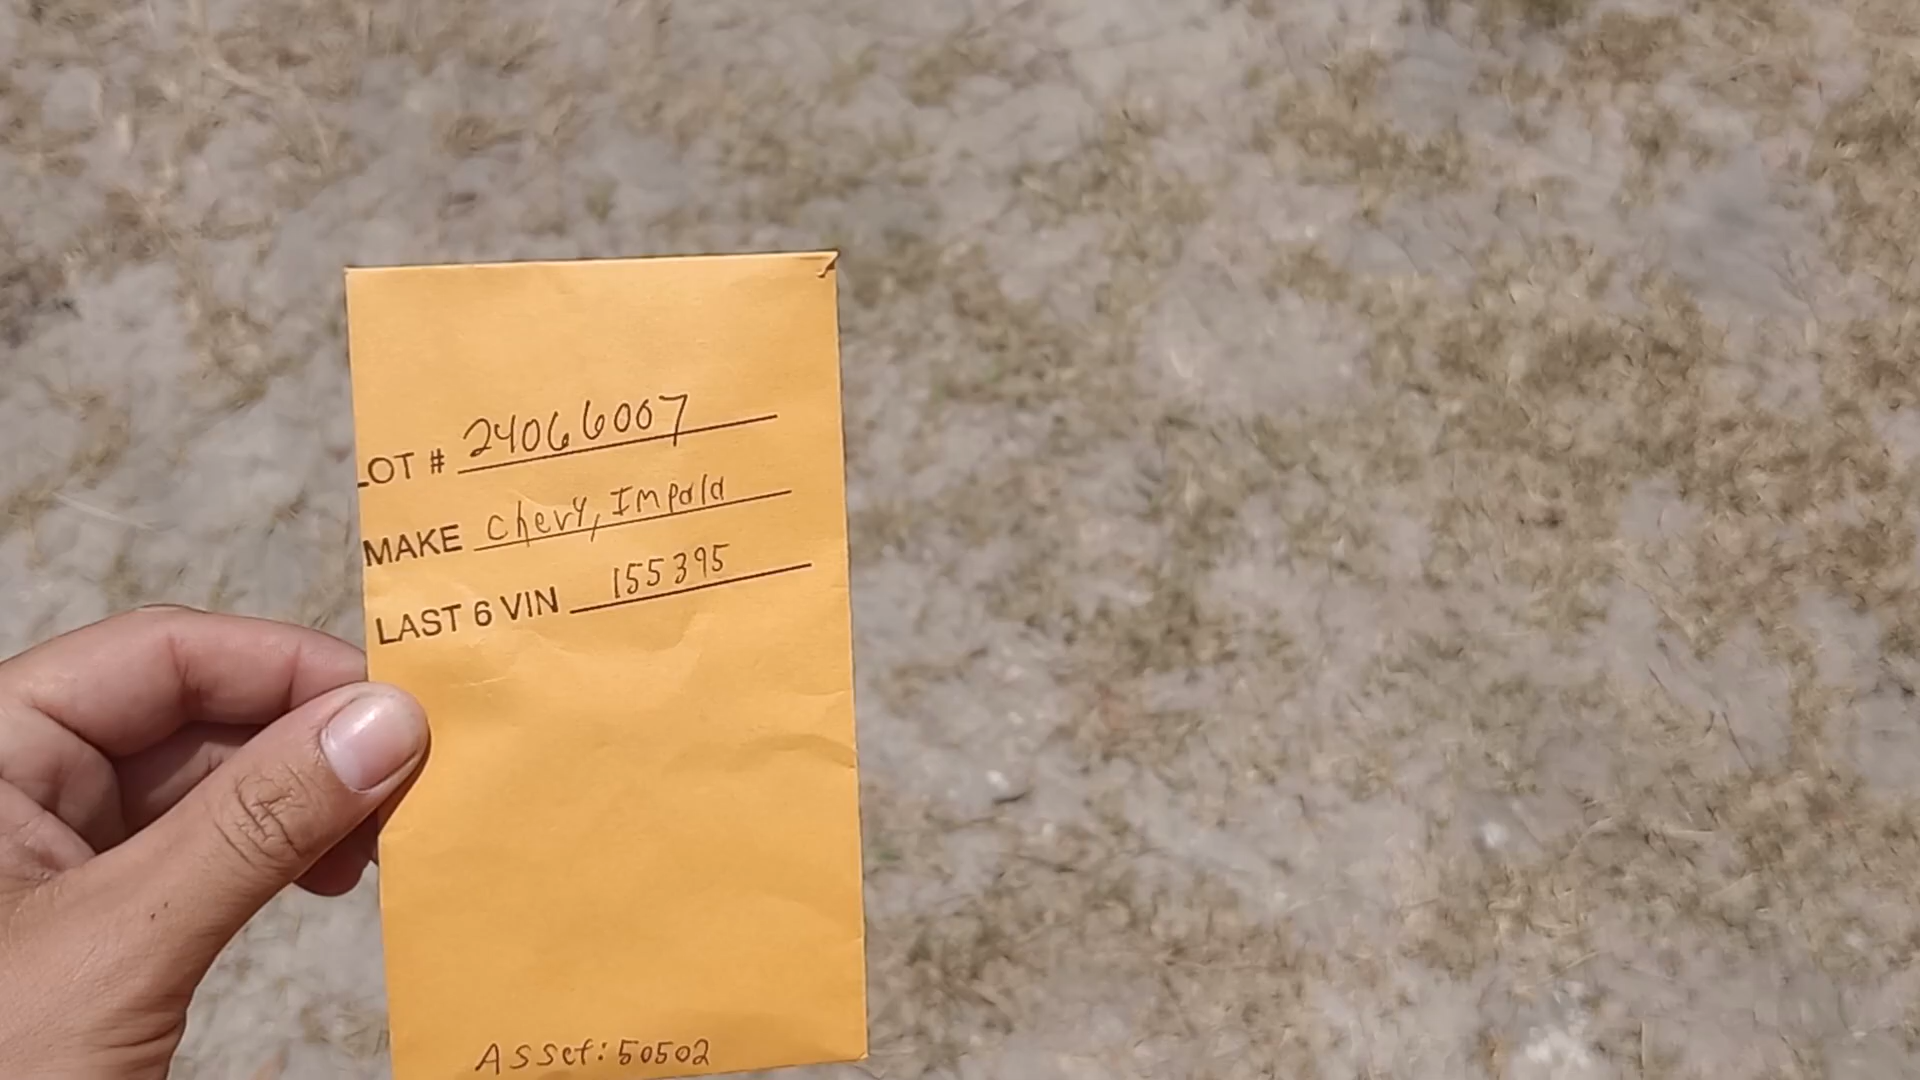 LOT # 24066007
MAKE Chevy, Impala
LAST 6 VIN 155395
Asset: 50502